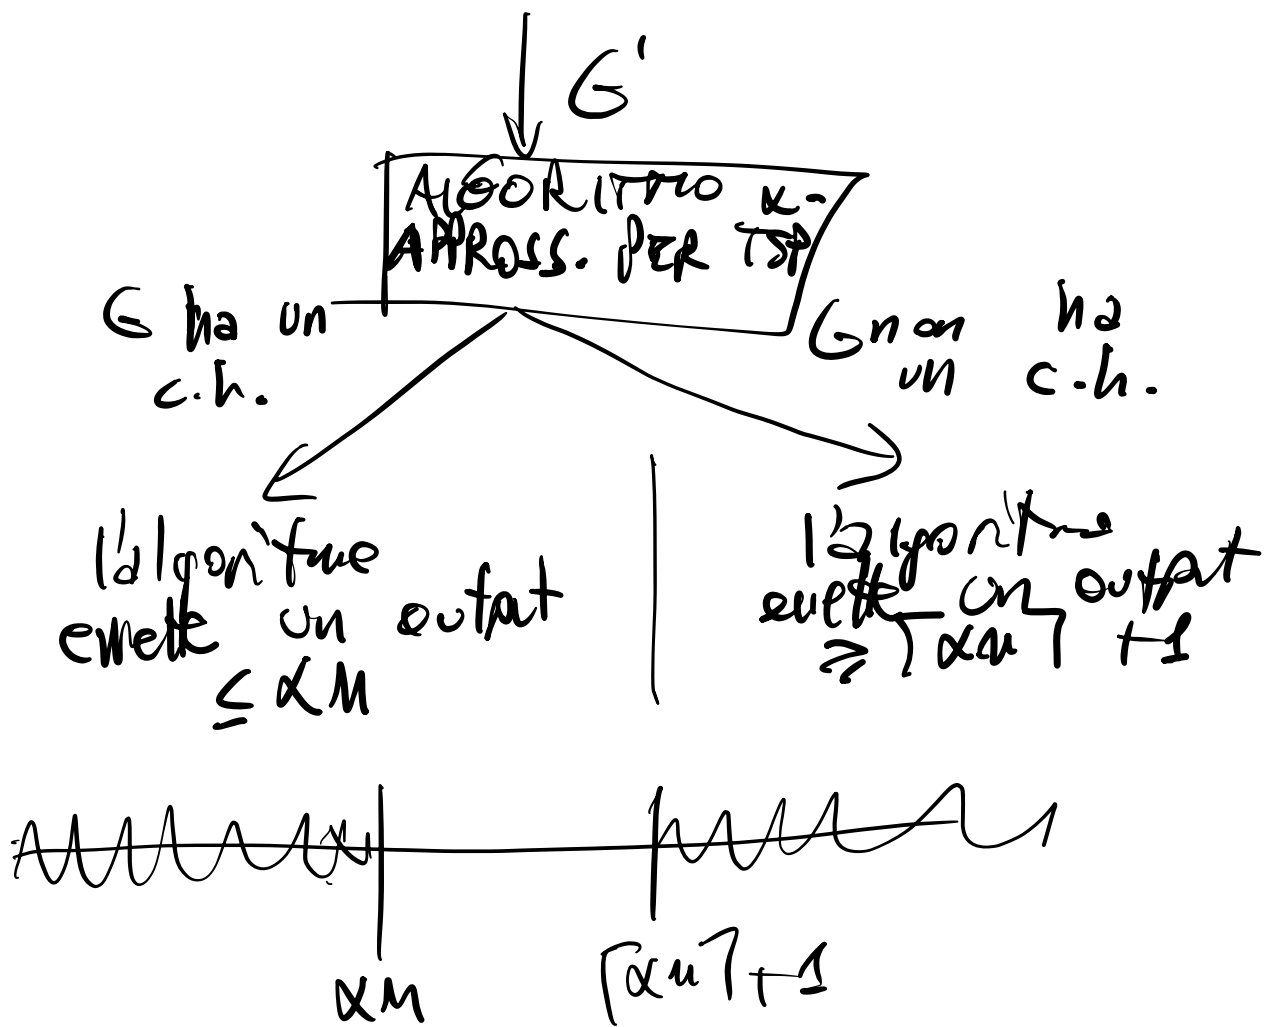 G'
ALGORITMO α-
APPROSS. PER TSP
G ha un
c.h.
G non ha
un c.h.
l'algoritmo
emette un output
≤ αn
l'algoritmo
emette un output
≥ ⌈αn⌉ +1
αn
⌈αn⌉+1